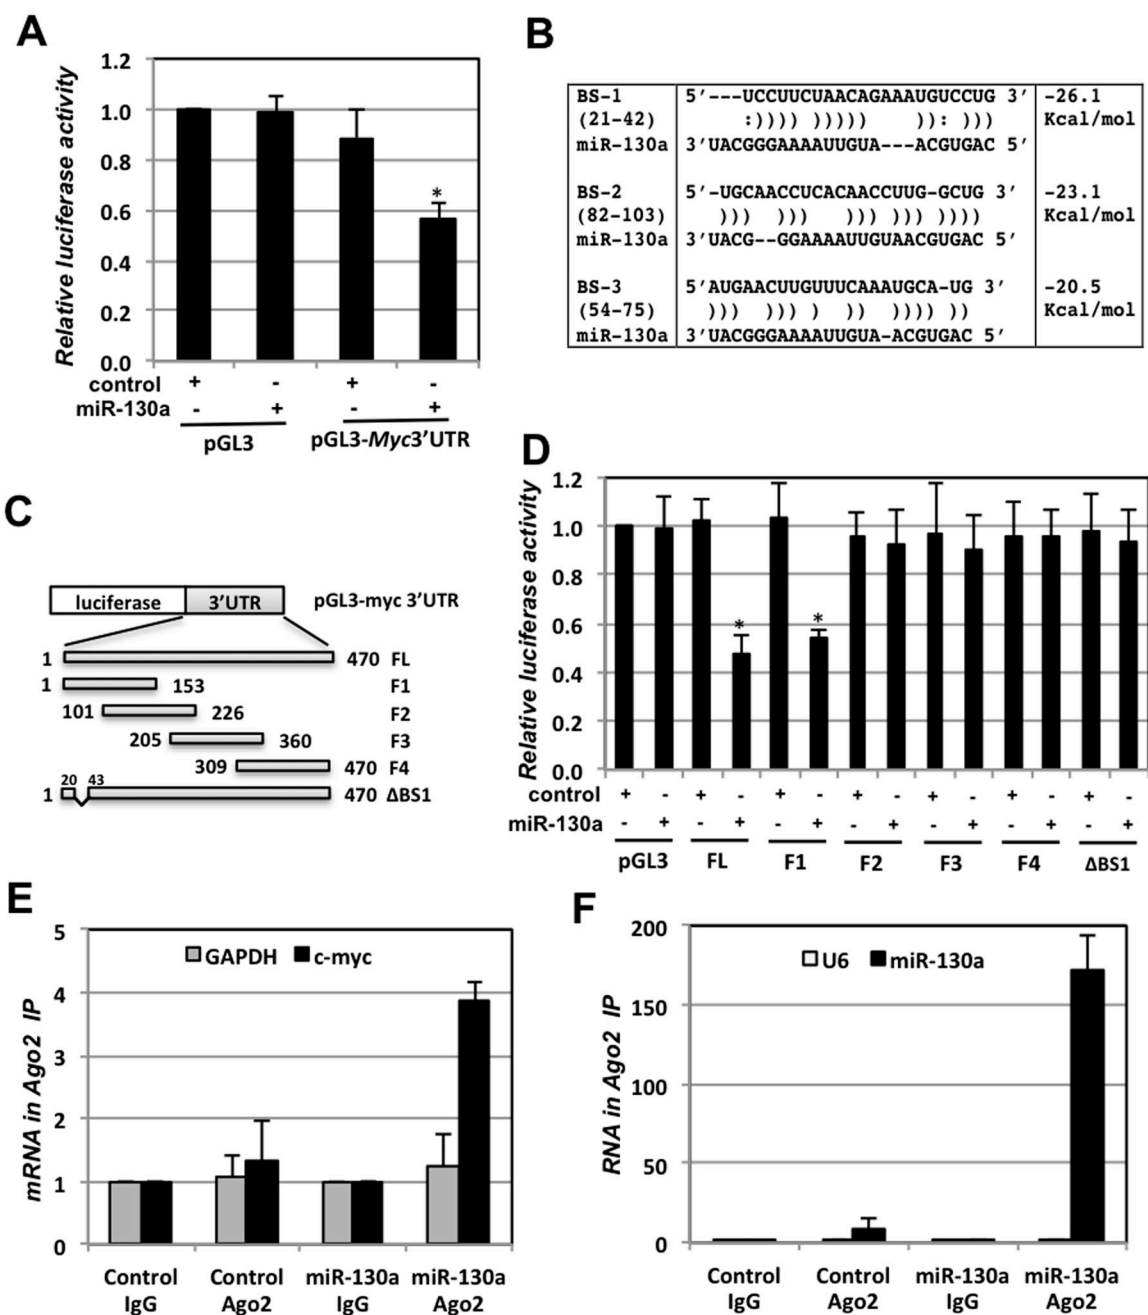 A
Relative luciferase activity
1.2
1.0
0.8
0.6
0.4
0.2
0.0
*
control + - + -
miR-130a - + - +
pGL3 pGL3-Myc3'UTR
B
BS-1 5'---UCCUUCUAACAGAAAUGUCCUG 3' -26.1
(21-42) :)))) ))))) )): ))) Kcal/mol
miR-130a 3'UACGGGAAAAUUGUA---ACGUGAC 5'
BS-2 5'-UGCAACCUCACAACCUUG-GCUG 3' -23.1
(82-103) ))) ))) ))) ))) )))) Kcal/mol
miR-130a 3'UACG--GGAAAAUUGUAACGUGAC 5'
BS-3 5'AUGAACUUGUUUCAAAUGCA-UG 3' -20.5
(54-75) )))) ))) ) )) )))) )) Kcal/mol
miR-130a 3'UACGGGAAAAUUGUA-ACGUGAC 5'
C
luciferase 3'UTR pGL3-myc 3'UTR
1 470 FL
1 153 F1
101 226 F2
205 360 F3
309 470 F4
20 43
1 470 ΔBS1
D
Relative luciferase activity
1.2
1.0
0.8
0.6
0.4
0.2
0.0
* *
control + - + - + - + - + - + - + -
miR-130a - + - + - + - + - + - + - +
pGL3 FL F1 F2 F3 F4 ΔBS1
E
mRNA in Ago2 IP
5
4
3
2
1
0
GAPDH c-myc
Control Control miR-130a miR-130a
IgG Ago2 IgG Ago2
F
RNA in Ago2 IP
200
150
100
50
0
U6 miR-130a
Control Control miR-130a miR-130a
IgG Ago2 IgG Ago2